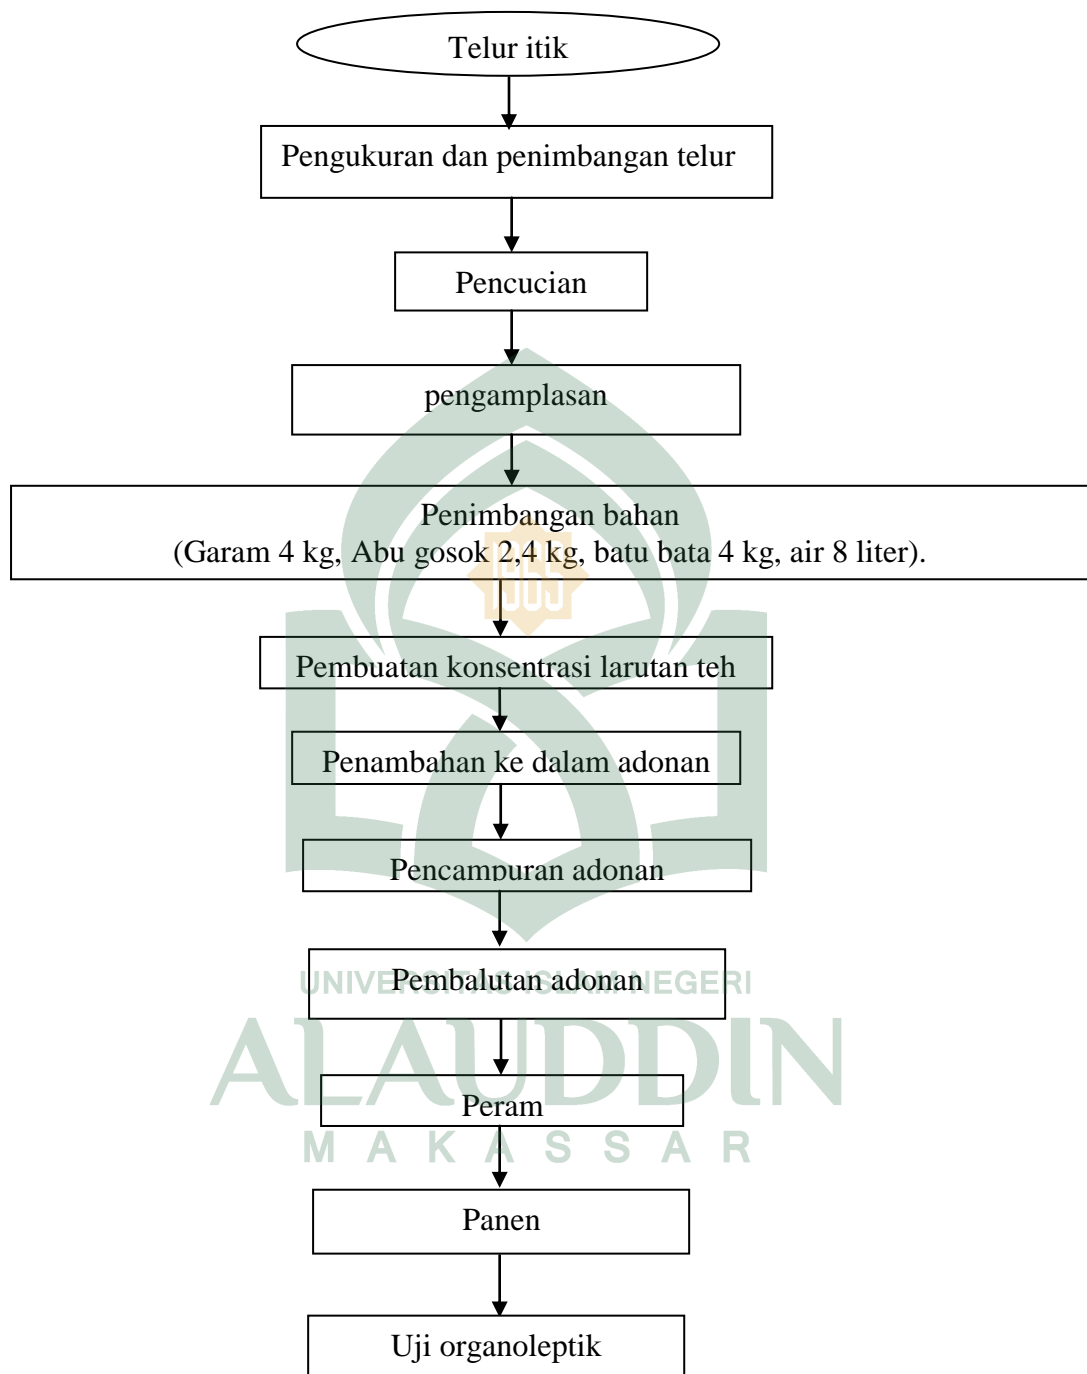 Telur itik
Pengukuran dan penimbangan telur
Pencucian
pengamplasan
Penimbangan bahan
(Garam 4 kg, Abu gosok 2,4 kg, batu bata 4 kg, air 8 liter).
1965
Pembuatan konsentrasi larutan teh
Penambahan ke dalam adonan
Pencampuran adonan
Pembalutan adonan
UNIVERSITAS ISLAM NEGERI
ALAUDDIN
Peram
MAKASSAR
Panen
Uji organoleptik